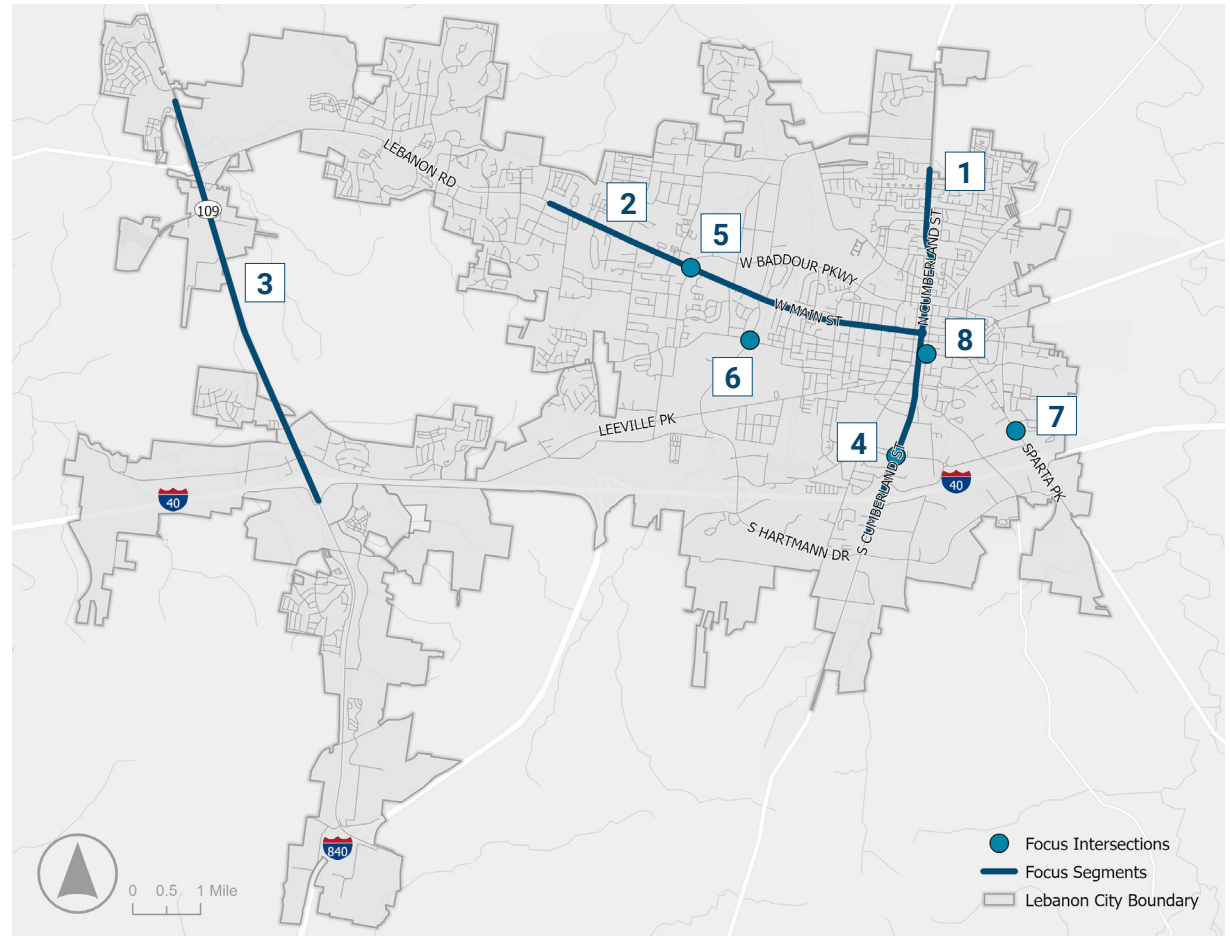 LEBANON RD
1
2
109
N CUMBERLAND ST
5
W BADDOUR PKWY
3
W MAIN ST
8
6
LEEVILLE PK
7
4
SPARTA PK
40
40
S CUMBERLAND ST
S HARTMANN DR
840
0 0.5 1 Mile
Focus Intersections
Focus Segments
Lebanon City Boundary